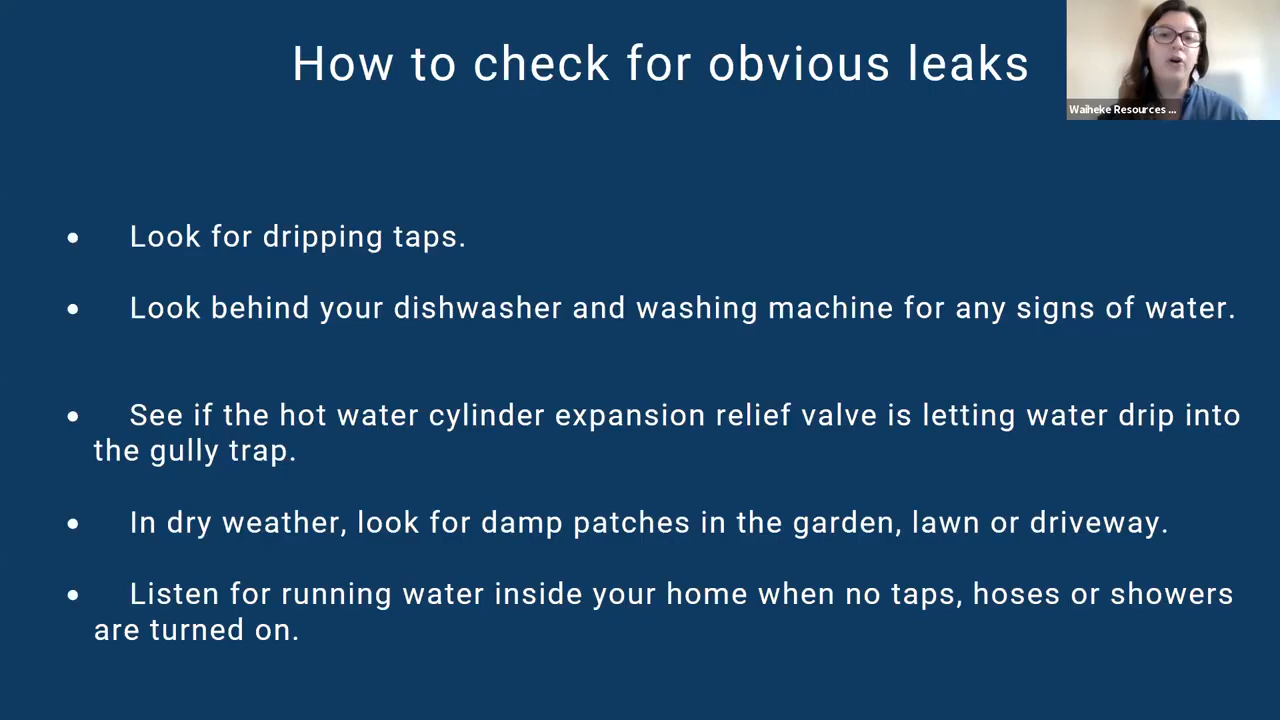 How to check for obvious leaks
Waiheke Resources ...
• Look for dripping taps.
• Look behind your dishwasher and washing machine for any signs of water.
• See if the hot water cylinder expansion relief valve is letting water drip into
the gully trap.
• In dry weather, look for damp patches in the garden, lawn or driveway.
• Listen for running water inside your home when no taps, hoses or showers
are turned on.